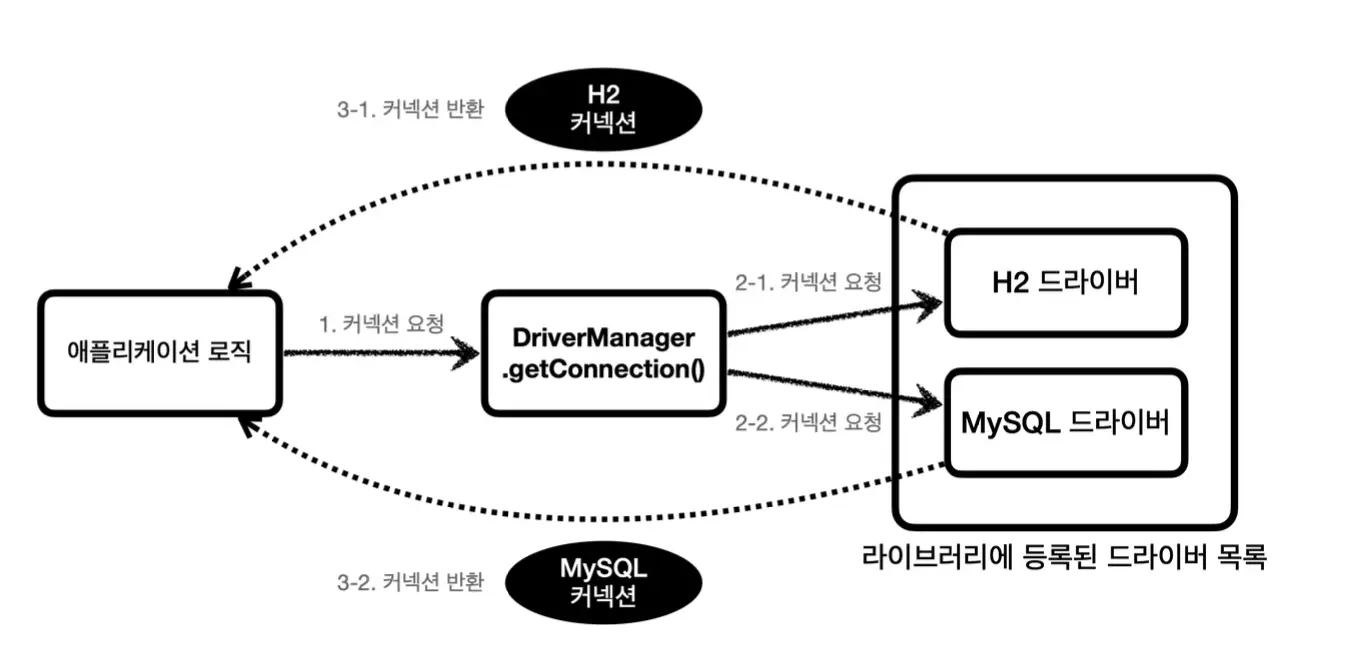 3-1. 커넥션 반환
H2
커넥션
애플리케이션 로직
1. 커넥션 요청
DriverManager
.getConnection()
2-1. 커넥션 요청
H2 드라이버
2-2. 커넥션 요청
MySQL 드라이버
라이브러리에 등록된 드라이버 목록
3-2. 커넥션 반환
MySQL
커넥션